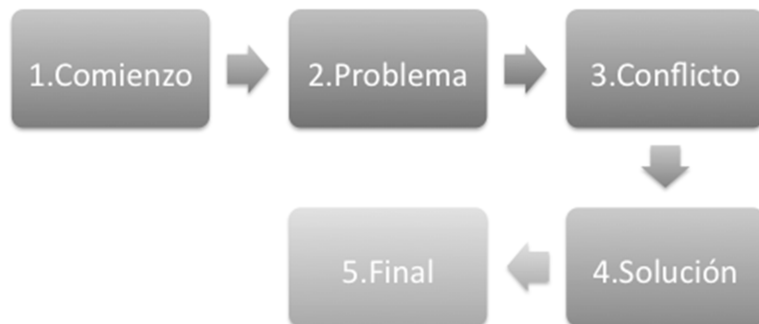 1.Comienzo
2.Problema
3.Conflicto
4.Solución
5.Final